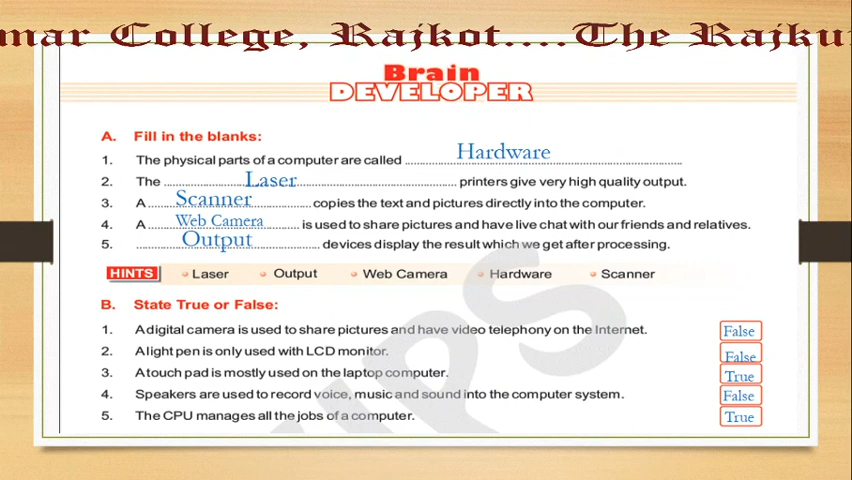 mar College, Rajkot....The Rajku
Brain
DEVELOPER
A. Fill in the blanks:
1. The physical parts of a computer are called Hardware
2. The Laser printers give very high quality output.
3. A Scanner copies the text and pictures directly into the computer.
4. A Web Camera is used to share pictures and have live chat with our friends and relatives.
5. Output devices display the result which we get after processing.
HINTS • Laser • Output • Web Camera • Hardware • Scanner
B. State True or False:
1. A digital camera is used to share pictures and have video telephony on the Internet. False
2. A light pen is only used with LCD monitor. False
3. A touch pad is mostly used on the laptop computer. True
4. Speakers are used to record voice, music and sound into the computer system. False
5. The CPU manages all the jobs of a computer. True